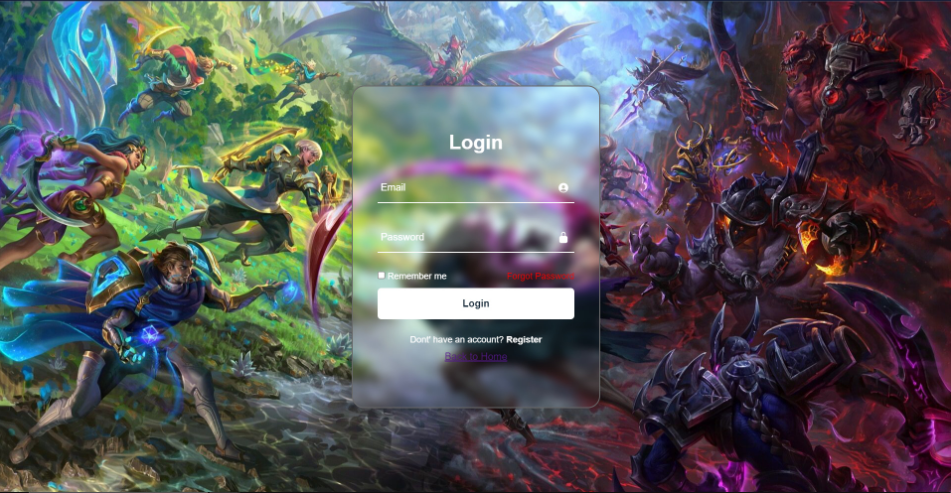 Login
Email
Password
Remember me Forgot Password
Login
Dont' have an account? Register
Back to Home